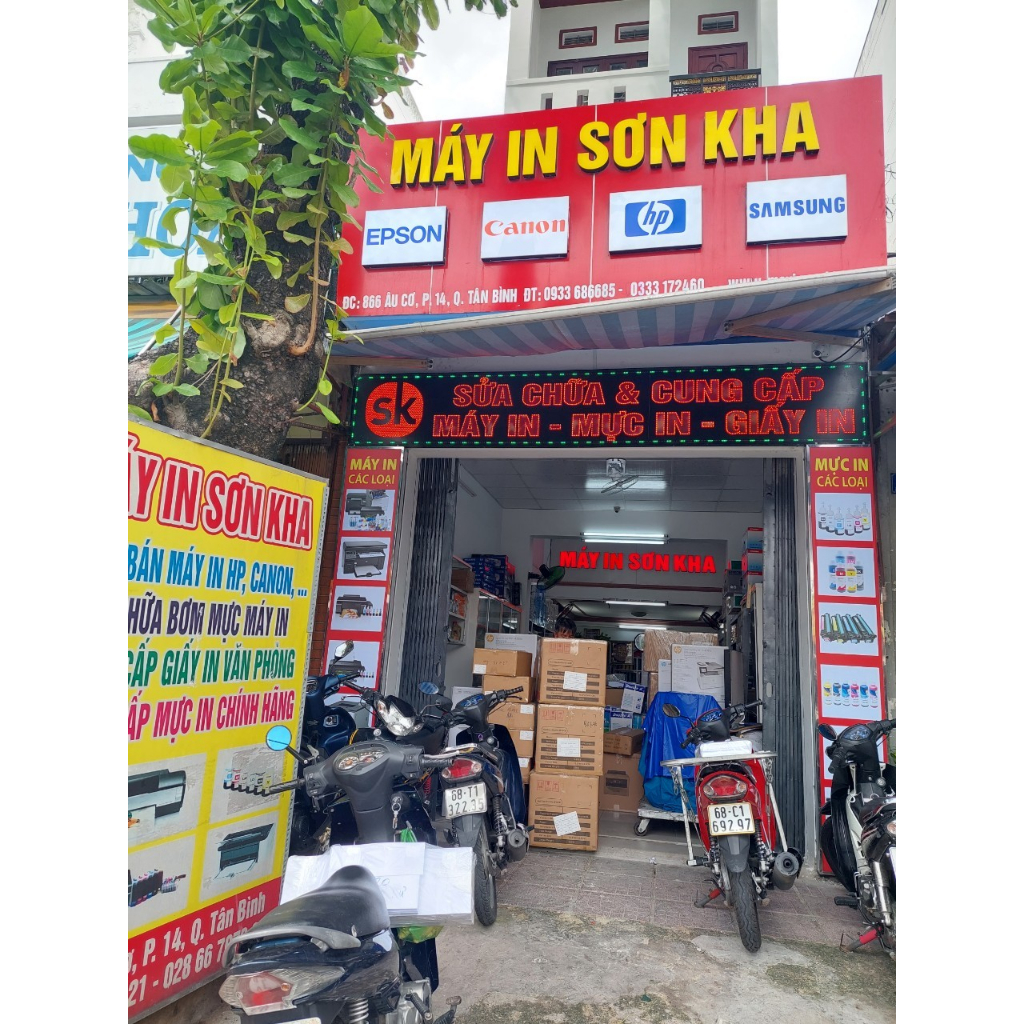 MÁY IN SƠN KHA
EPSON
Canon
hp
SAMSUNG
ĐC: 866 ÂU CƠ, P. 14, Q. TÂN BÌNH ĐT: 0933 686685 - 0333 172460
SK
SỬA CHỮA & CUNG CẤP
MÁY IN - MỰC IN - GIẤY IN
MÁY IN
CÁC LOẠI
MỰC IN
CÁC LOẠI
MÁY IN SƠN KHA
ÁY IN SƠN KHA
BÁN MÁY IN HP, CANON, ...
HỮA BƠM MỰC MÁY IN
CẤP GIẤY IN VĂN PHÒNG
ẤP MỰC IN CHÍNH HÃNG
, P. 14, Q. Tân Bình
21 - 028 66
68-T1
322.35
68-C1
692.97